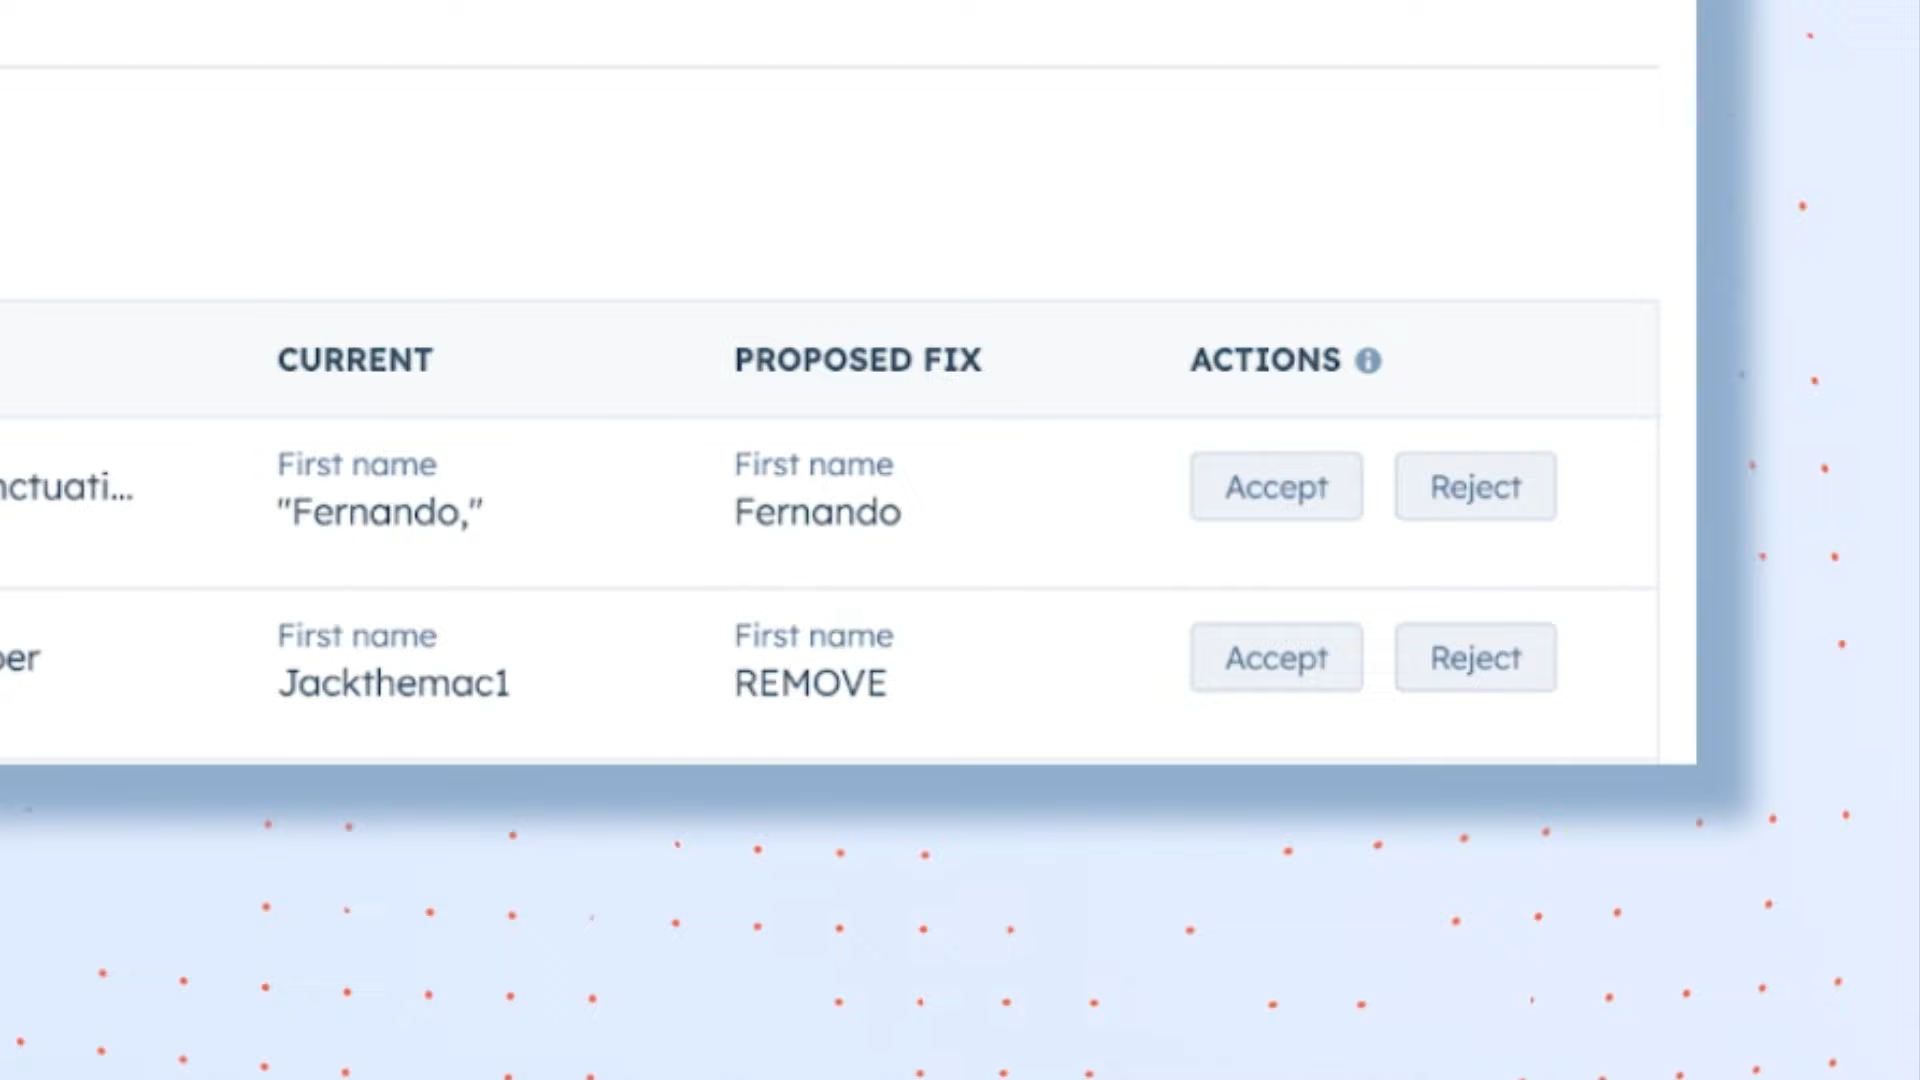 CURRENT PROPOSED FIX ACTIONS
nctuati... First name First name Accept Reject
"Fernando," Fernando
ber First name First name Accept Reject
Jackthemac1 REMOVE